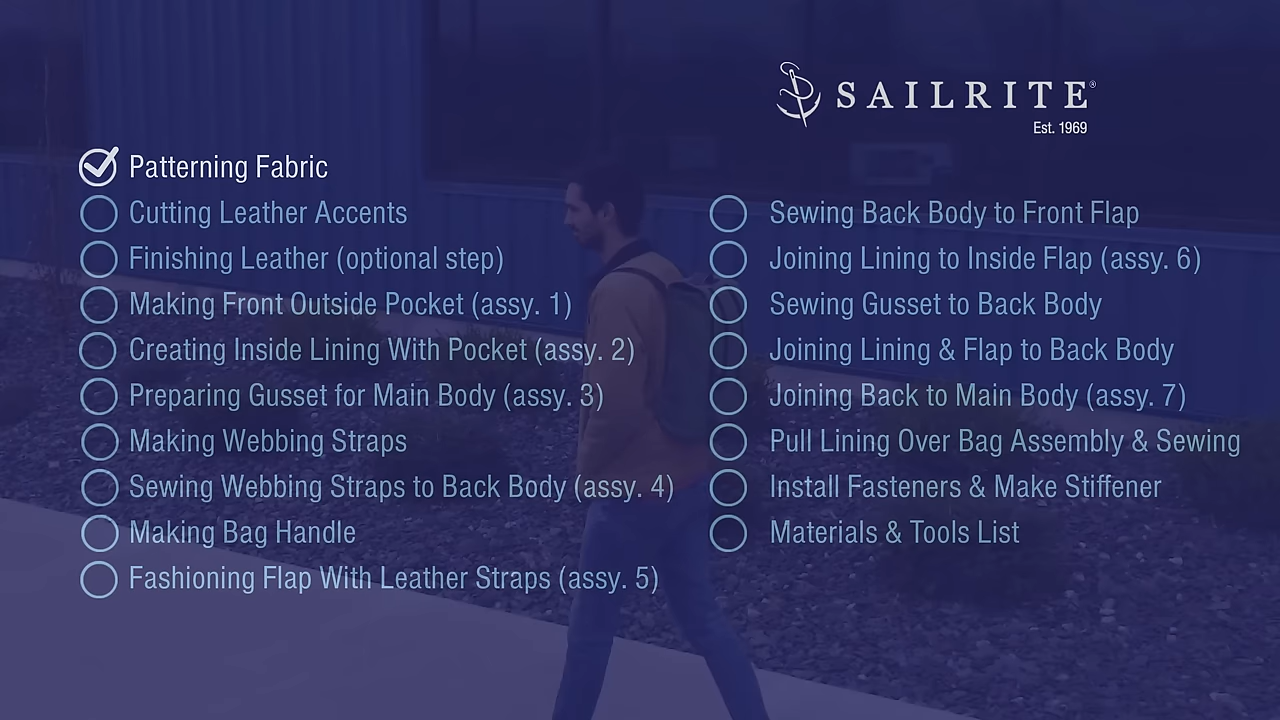 SAILRITE®
Est. 1969
Patterning Fabric
Cutting Leather Accents
Finishing Leather (optional step)
Making Front Outside Pocket (assy. 1)
Creating Inside Lining With Pocket (assy. 2)
Preparing Gusset for Main Body (assy. 3)
Making Webbing Straps
Sewing Webbing Straps to Back Body (assy. 4)
Making Bag Handle
Fashioning Flap With Leather Straps (assy. 5)
Sewing Back Body to Front Flap
Joining Lining to Inside Flap (assy. 6)
Sewing Gusset to Back Body
Joining Lining & Flap to Back Body
Joining Back to Main Body (assy. 7)
Pull Lining Over Bag Assembly & Sewing
Install Fasteners & Make Stiffener
Materials & Tools List